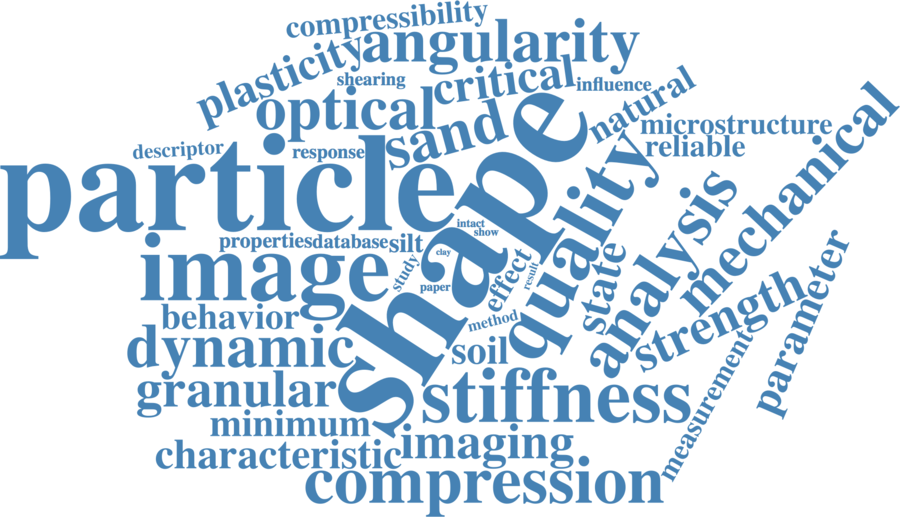 compressibility
plasticity
angularity
shearing
critical
influence
optical
sand
natural
microstructure
reliable
mechanical
descriptor
response
particle
shape
quality
analysis
intact
show
properties
database
silt
clay
image
study
paper
effect
result
state
method
behavior
dynamic
soil
strength
parameter
granular
stiffness
measurement
minimum
characteristic
imaging
compression